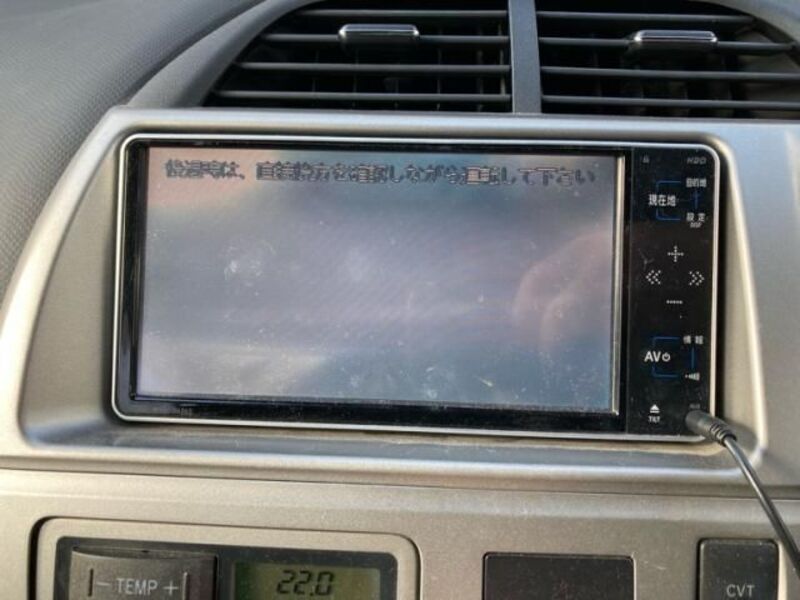 後退時は、直接後方を確認しながら運転して下さい
HDD
目的地
現在地
設定
DISP
情報
AV
TILT
- TEMP +
22.0
CVT